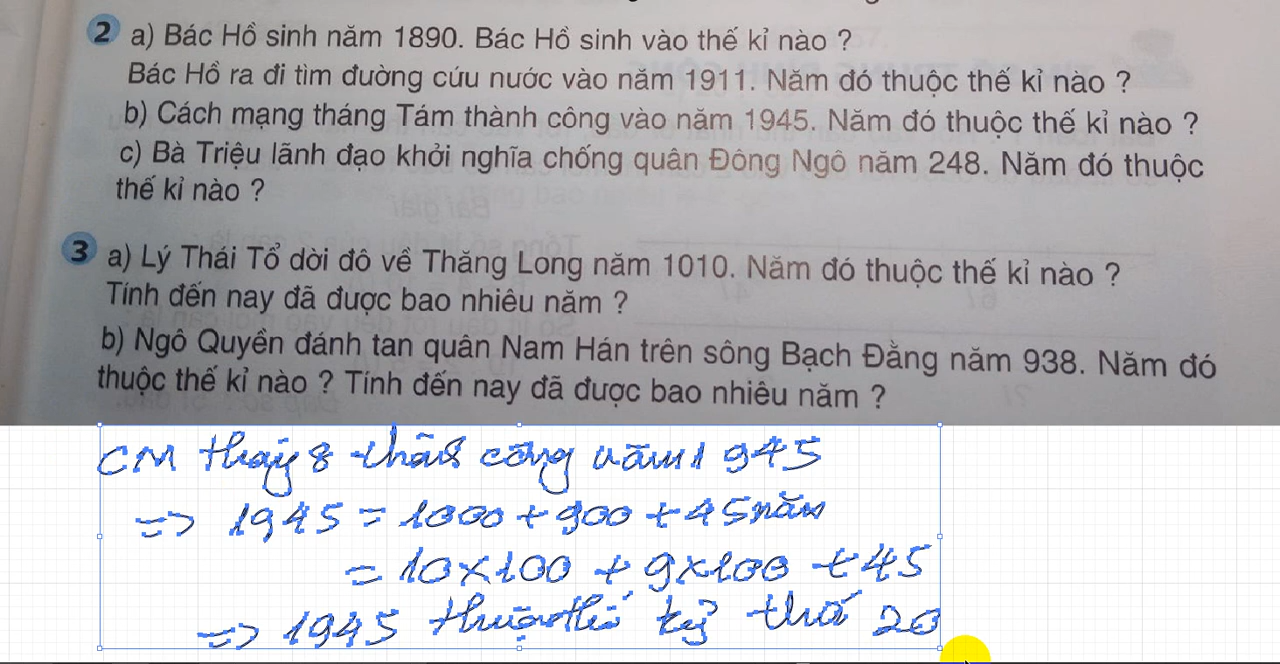 2 a) Bác Hồ sinh năm 1890. Bác Hồ sinh vào thế kỉ nào ?
Bác Hồ ra đi tìm đường cứu nước vào năm 1911. Năm đó thuộc thế kỉ nào ?
b) Cách mạng tháng Tám thành công vào năm 1945. Năm đó thuộc thế kỉ nào ?
c) Bà Triệu lãnh đạo khởi nghĩa chống quân Đông Ngô năm 248. Năm đó thuộc
thế kỉ nào ?
3 a) Lý Thái Tổ dời đô về Thăng Long năm 1010. Năm đó thuộc thế kỉ nào ?
Tính đến nay đã được bao nhiêu năm ?
b) Ngô Quyền đánh tan quân Nam Hán trên sông Bạch Đằng năm 938. Năm đó
thuộc thế kỉ nào ? Tính đến nay đã được bao nhiêu năm ?
CM tháng 8 thành công năm 1945
=> 1945 = 1000 + 900 + 45 năm
= 10 x 100 + 9 x 100 + 45
=> 1945 thuộc thế kỷ thứ 20